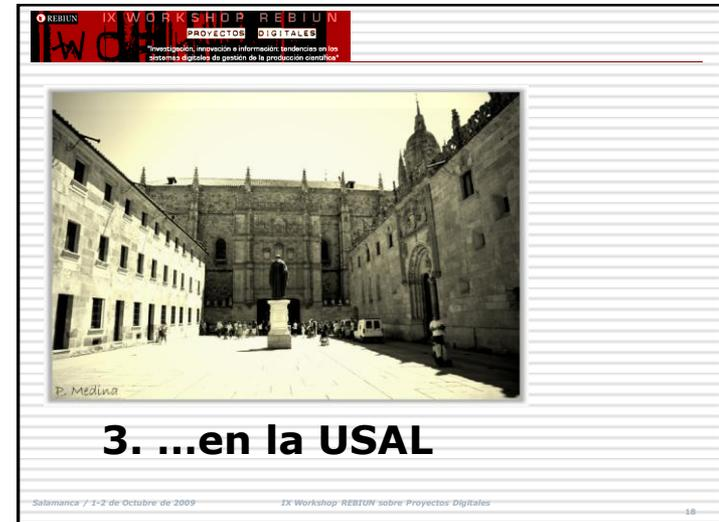 REBIUN
IX WORKSHOP REBIUN
PROYECTOS DIGITALES
"Investigación, innovación e información: tendencias en los
sistemas digitales de gestión de la producción científica"
P. Medina
3. ...en la USAL
Salamanca / 1-2 de Octubre de 2009 IX Workshop REBIUN sobre Proyectos Digitales
18